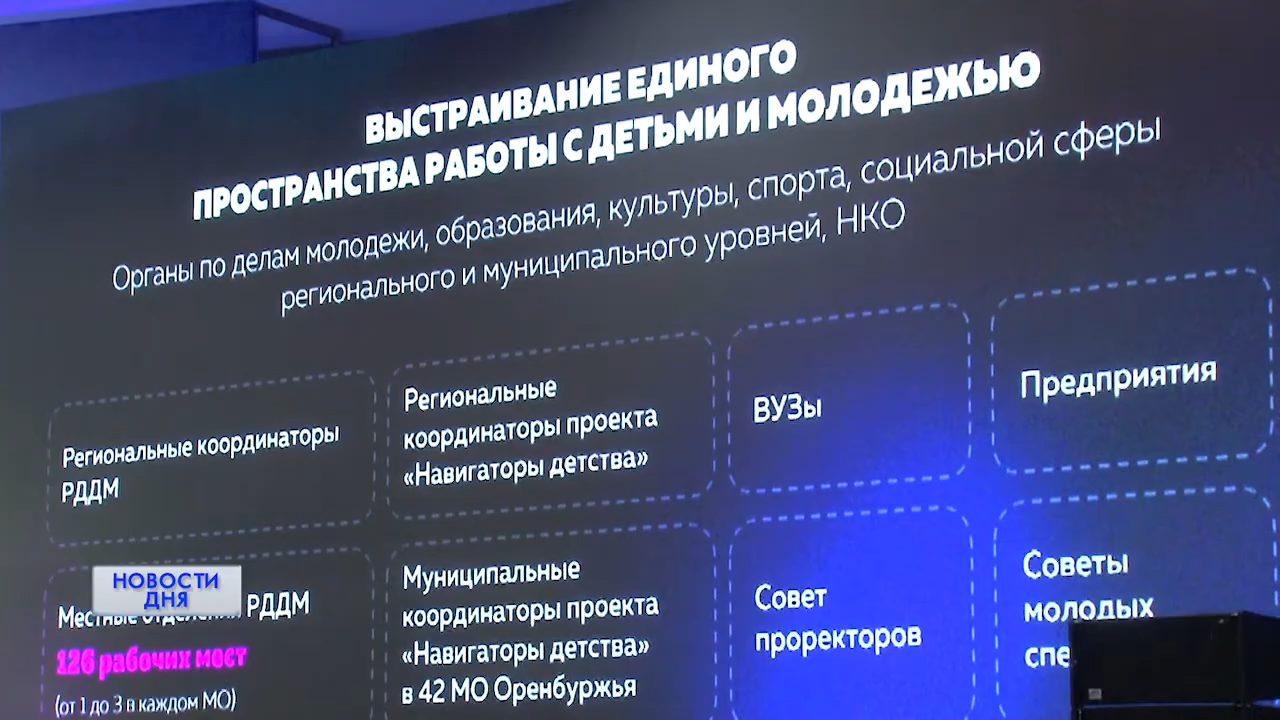 ВЫСТРАИВАНИЕ ЕДИНОГО
ПРОСТРАНСТВА РАБОТЫ С ДЕТЬМИ И МОЛОДЕЖЬЮ
Органы по делам молодежи, образования, культуры, спорта, социальной сферы
регионального и муниципального уровней, НКО
Региональные координаторы
РДДМ
Региональные
координаторы проекта
«Навигаторы детства»
ВУЗы
Предприятия
РДДМ
126 рабочих мест
(от 1 до 3 в каждом МО)
Муниципальные
координаторы проекта
«Навигаторы детства»
в 42 МО Оренбуржья
Совет
проректоров
Советы
молодых
НОВОСТИ
ДНЯ